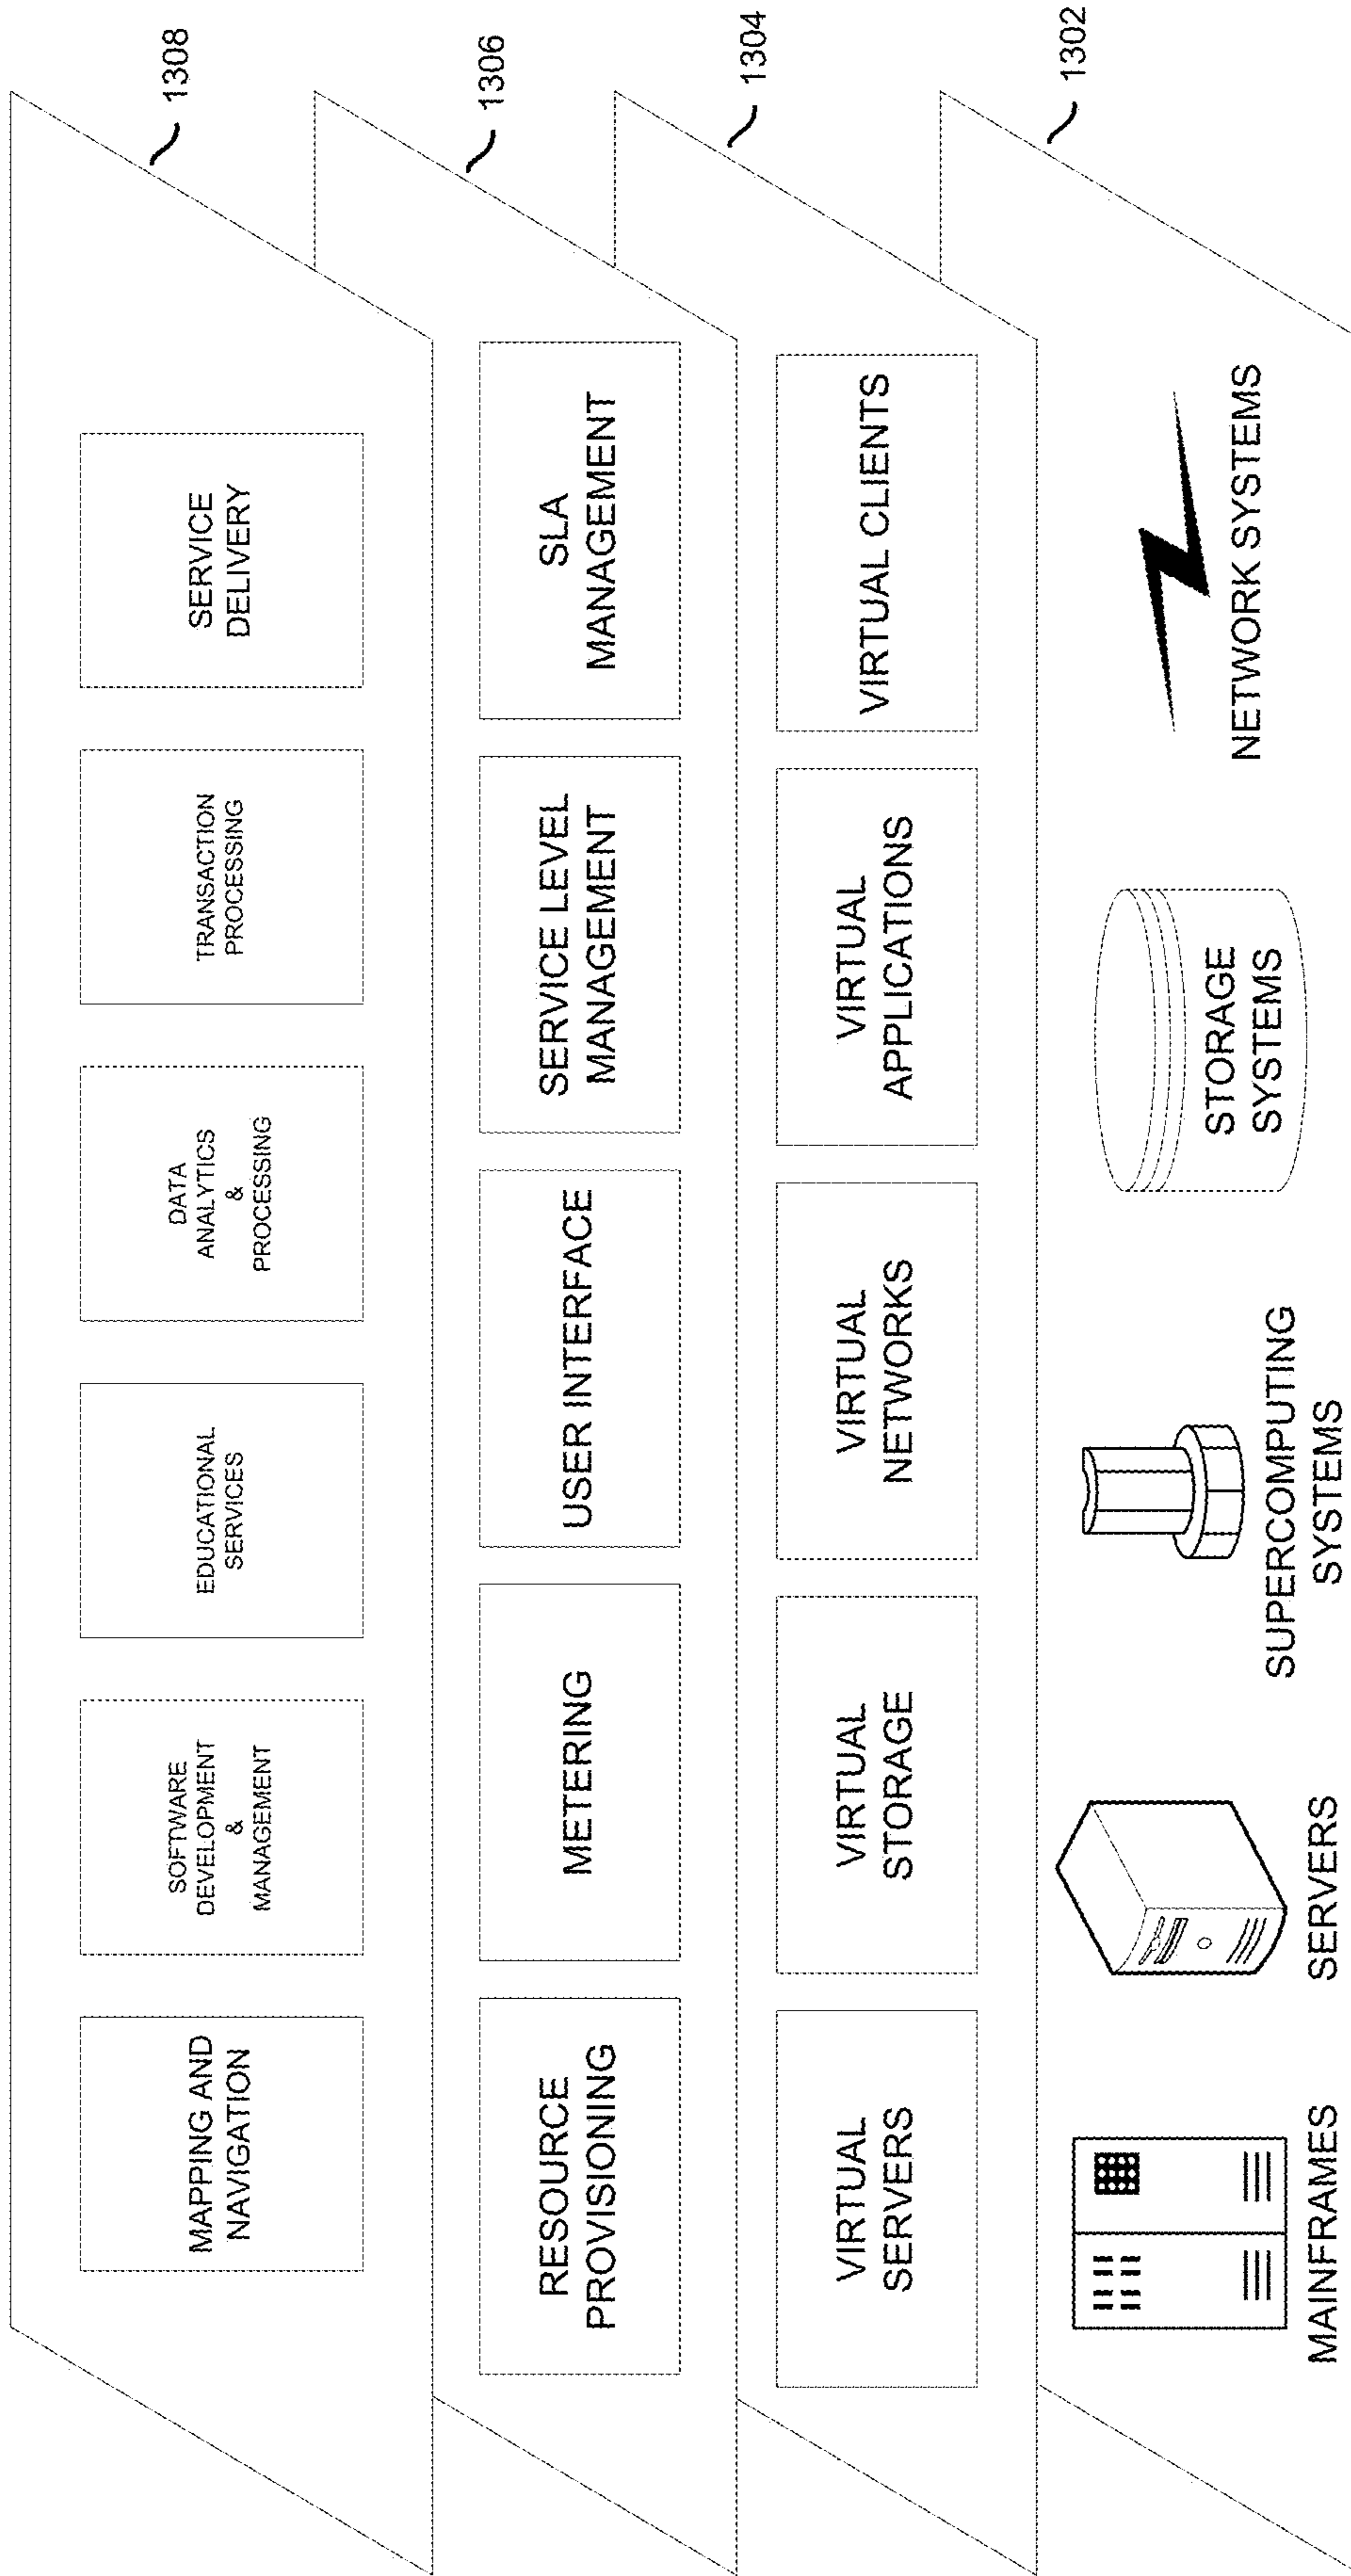 MAPPING AND
NAVIGATION
SOFTWARE
DEVELOPMENT
&
MANAGEMENT
EDUCATIONAL
SERVICES
DATA
ANALYTICS
&
PROCESSING
TRANSACTION
PROCESSING
SERVICE
DELIVERY
1308
RESOURCE
PROVISIONING
METERING
USER INTERFACE
SERVICE LEVEL
MANAGEMENT
SLA
MANAGEMENT
1306
VIRTUAL
SERVERS
VIRTUAL
STORAGE
VIRTUAL
NETWORKS
VIRTUAL
APPLICATIONS
VIRTUAL CLIENTS
1304
MAINFRAMES
SERVERS
SUPERCOMPUTING
SYSTEMS
STORAGE
SYSTEMS
NETWORK SYSTEMS
1302